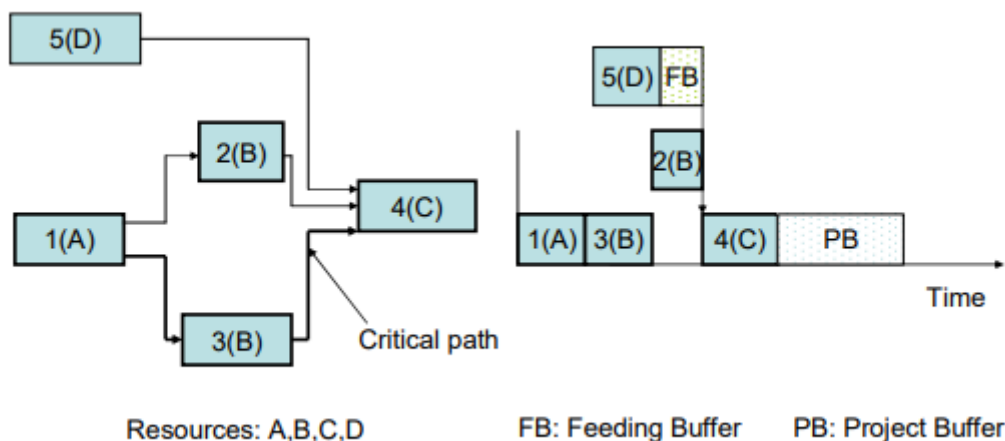 5(D)
2(B)
1(A)
4(C)
3(B)
Critical path
Resources: A,B,C,D
5(D) FB
2(B)
1(A) 3(B) 4(C) PB
Time
FB: Feeding Buffer PB: Project Buffer